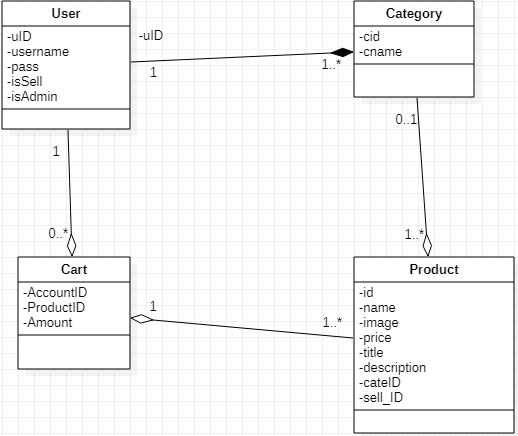 User
-uID
-username
-pass
-isSell
-isAdmin
-uID
1
1..*
Category
-cid
-cname
1
0..*
0..1
1..*
Cart
-AccountID
-ProductID
-Amount
1
1..*
Product
-id
-name
-image
-price
-title
-description
-cateID
-sell_ID